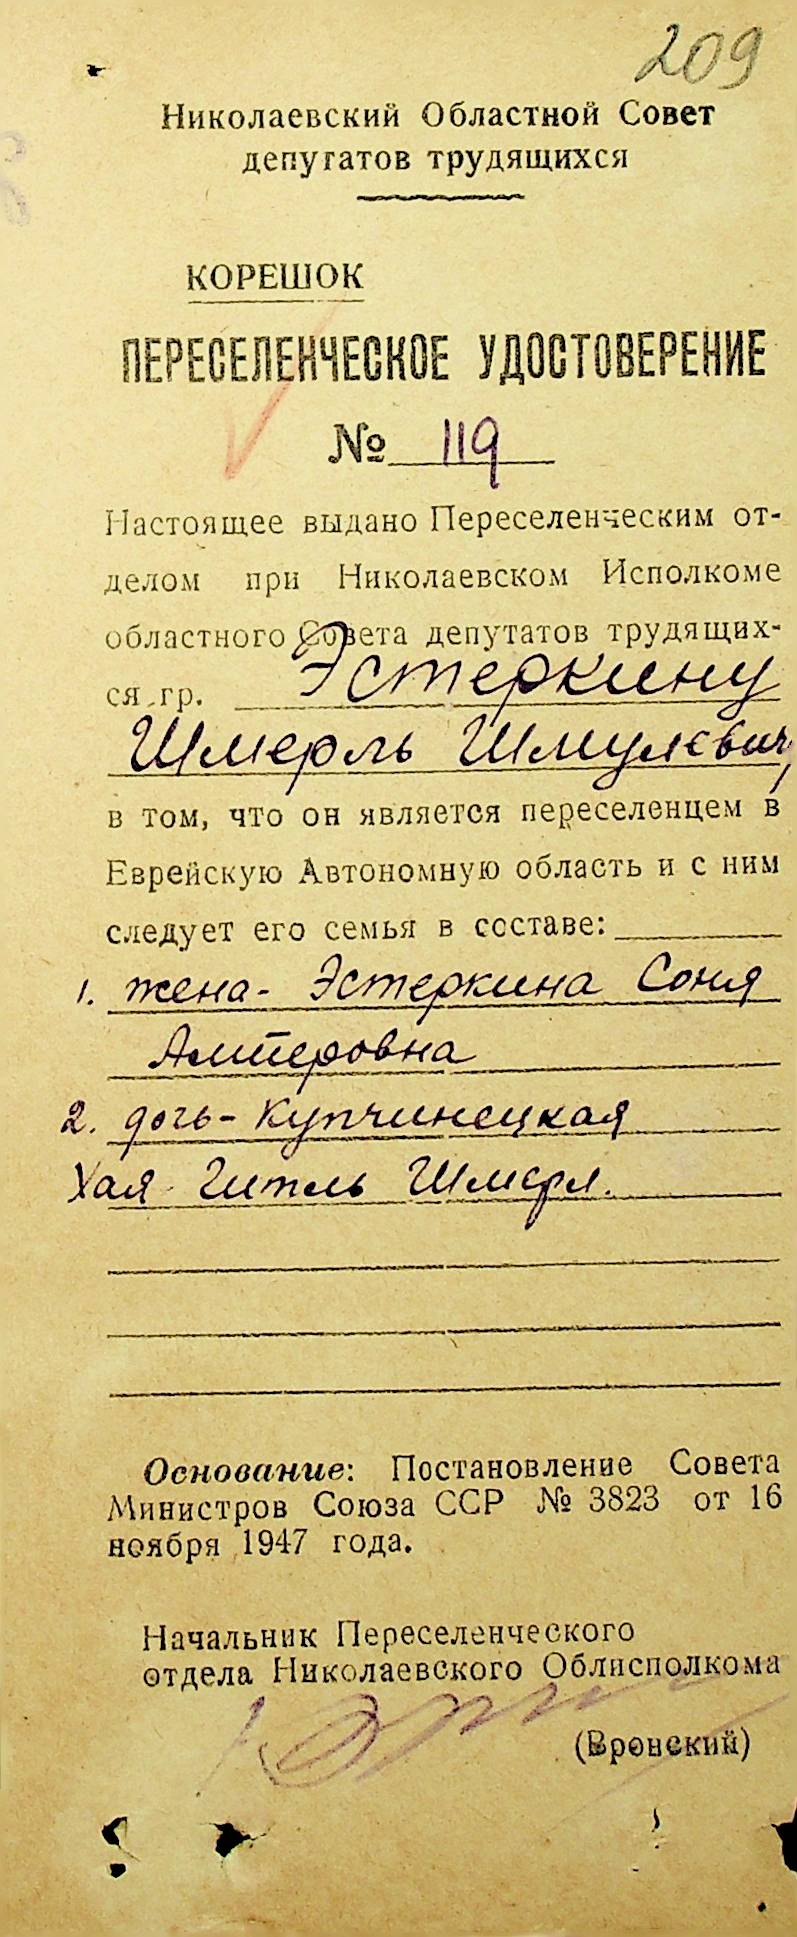 209
Николаевский Областной Совет
депутатов трудящихся
КОРЕШОК
ПЕРЕСЕЛЕНЧЕСКОЕ УДОСТОВЕРЕНИЕ
№ 119
Настоящее выдано Переселенческим от-
делом при Николаевском Исполкоме
областного Совета депутатов трудящих-
ся гр. Эстеркину
Шмерль Шмулевич,
в том, что он является переселенцем в
Еврейскую Автономную область и с ним
следует его семья в составе:
1. жена - Эстеркина Соня
2. дочь - Купчинецкая
Хая Гитль Шмерл.
Основание: Постановление Совета
Министров Союза ССР № 3823 от 16
ноября 1947 года.
Начальник Переселенческого
отдела Николаевского Облисполкома
(Вронский)